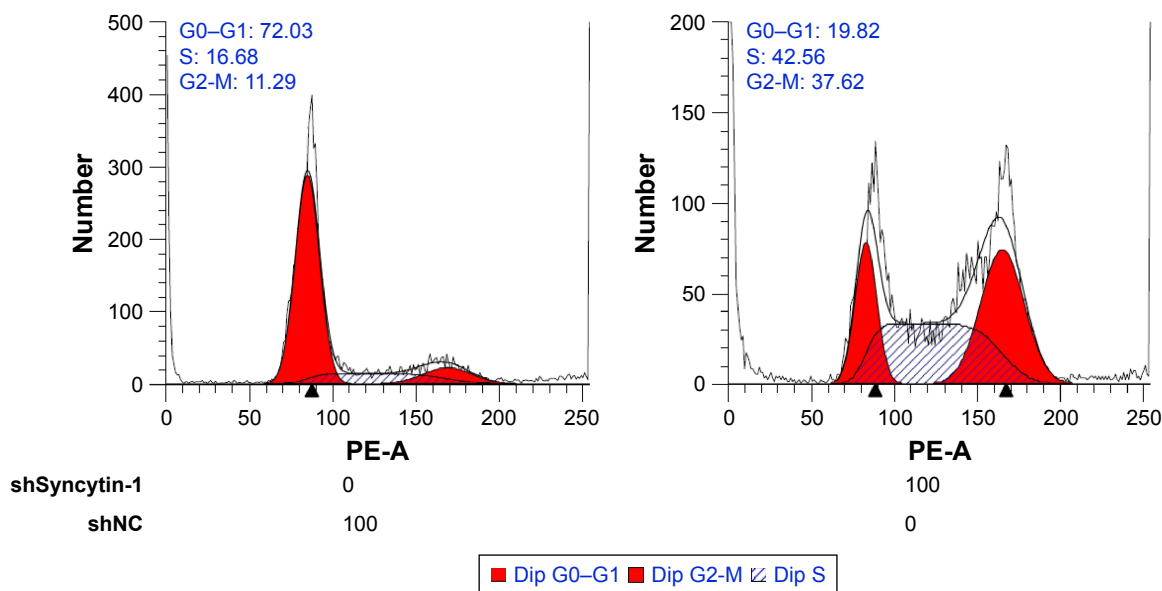 G0–G1: 72.03
S: 16.68
G2-M: 11.29
500
400
300
200
100
0
Number
0 50 100 150 200 250
PE-A
G0–G1: 19.82
S: 42.56
G2-M: 37.62
200
150
100
50
0
Number
0 50 100 150 200 250
PE-A
shSyncytin-1 0 100
shNC 100 0
Dip G0–G1 Dip G2-M Dip S